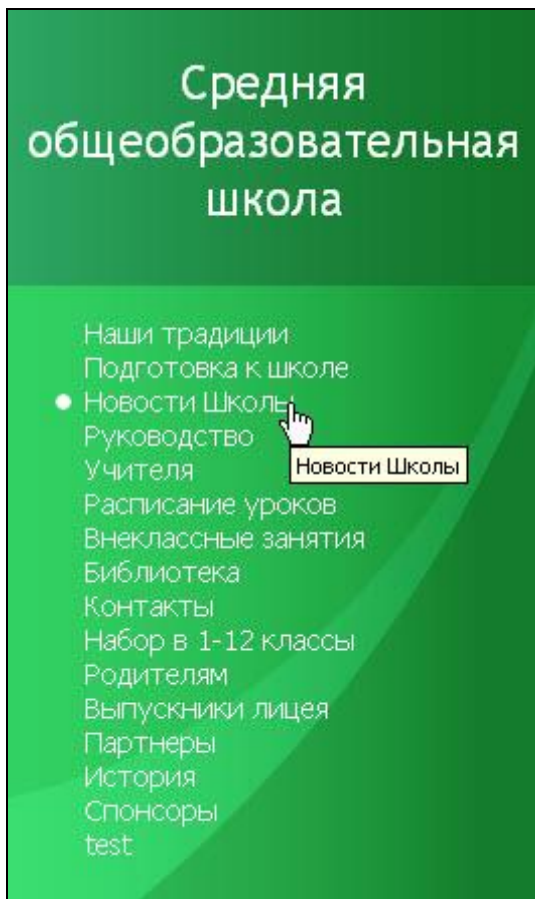 Средняя
общеобразовательная
школа
Наши традиции
Подготовка к школе
Новости Школы
Руководство
Новости Школы
Учителя
Расписание уроков
Внеклассные занятия
Библиотека
Контакты
Набор в 1-12 классы
Родителям
Выпускники лицея
Партнеры
История
Спонсоры
test